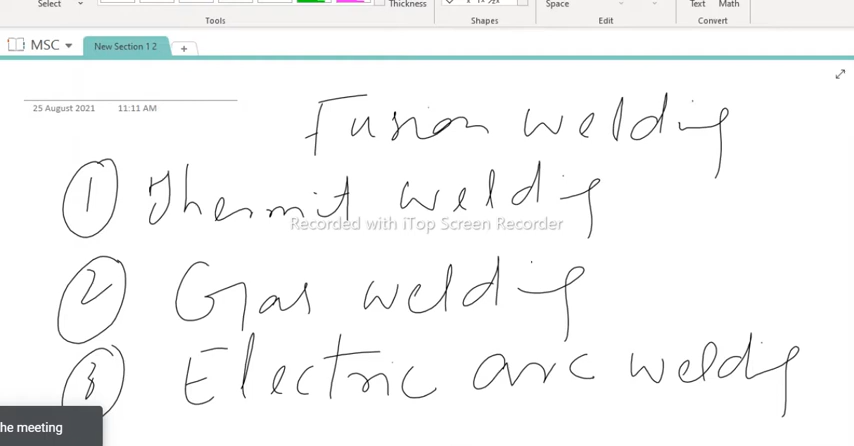 Select
Tools
Thickness
Shapes
Space
Edit
Text Math
Convert
MSC
New Section 1 2
+
25 August 2021 11:11 AM
Fusion welding
1 Thermit welding
Recorded with iTop Screen Recorder
2 Gas welding
3 Electric arc weldig
he meeting